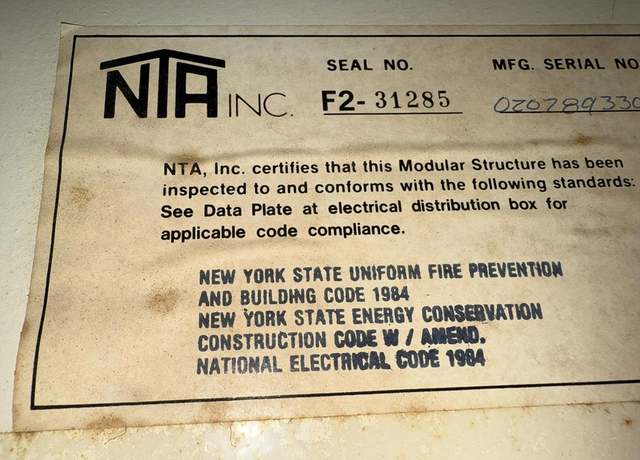 NTA INC.
SEAL NO.
MFG. SERIAL NO
F2-31285
020789330
NTA, Inc. certifies that this Modular Structure has been
inspected to and conforms with the following standards:
See Data Plate at electrical distribution box for
applicable code compliance.
NEW YORK STATE UNIFORM FIRE PREVENTION
AND BUILDING CODE 1984
NEW YORK STATE ENERGY CONSERVATION
CONSTRUCTION CODE W / AMEND.
NATIONAL ELECTRICAL CODE 1984